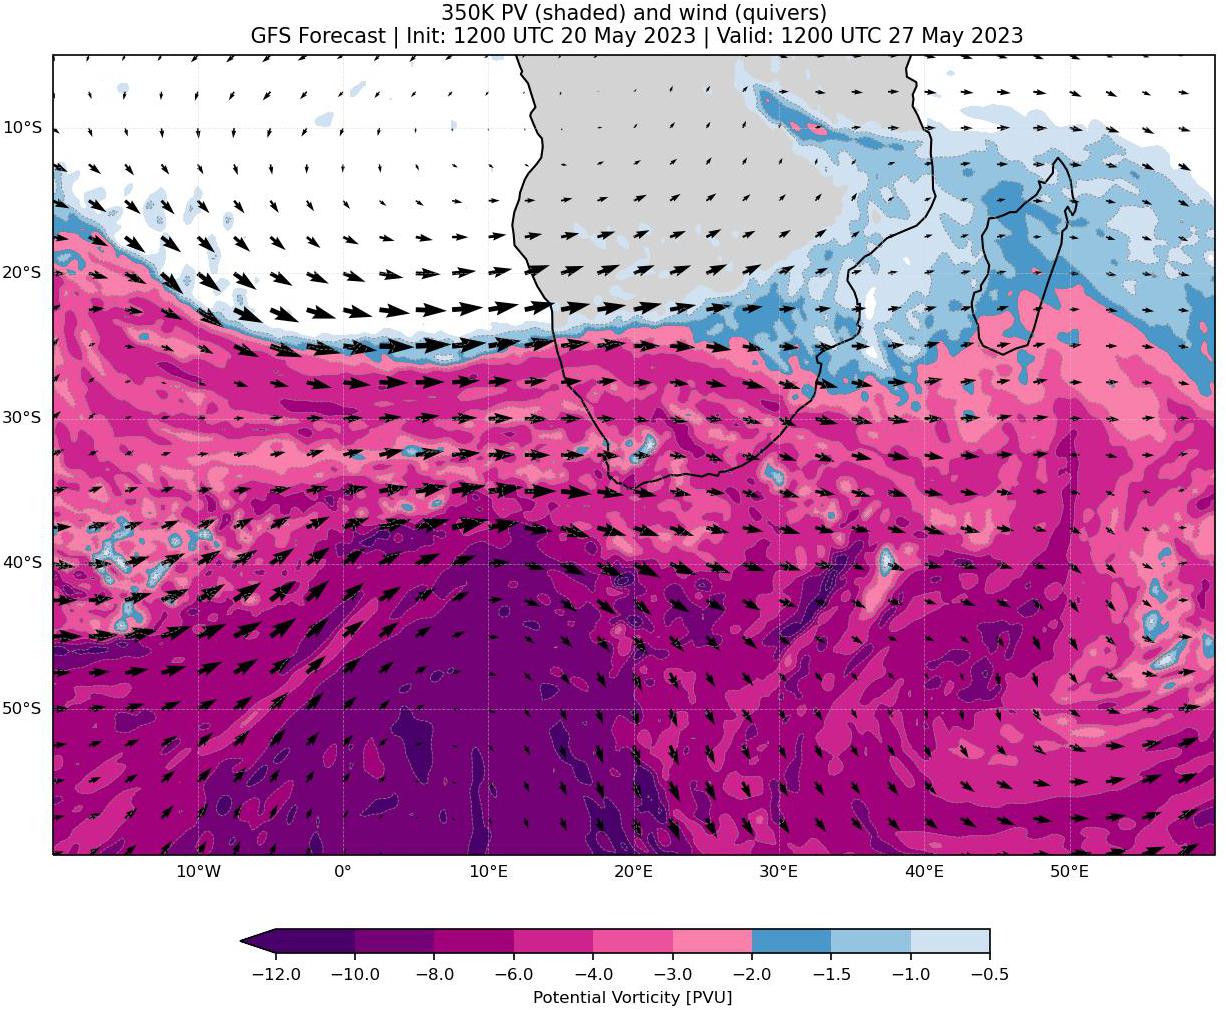 350K PV (shaded) and wind (quivers)
GFS Forecast | Init: 1200 UTC 20 May 2023 | Valid: 1200 UTC 27 May 2023
10°S
20°S
30°S
40°S
50°S
10°W 0° 10°E 20°E 30°E 40°E 50°E
−12.0 −10.0 −8.0 −6.0 −4.0 −3.0 −2.0 −1.5 −1.0 −0.5
Potential Vorticity [PVU]